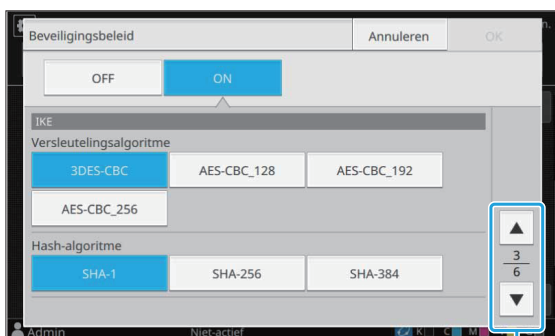 Beveiligingsbeleid Annuleren OK
OFF ON
IKE
Versleutelingsalgoritme
3DES-CBC AES-CBC_128 AES-CBC_192
AES-CBC_256
3
6
Hash-algoritme
SHA-1 SHA-256 SHA-384
Admin Niet-actief K C M